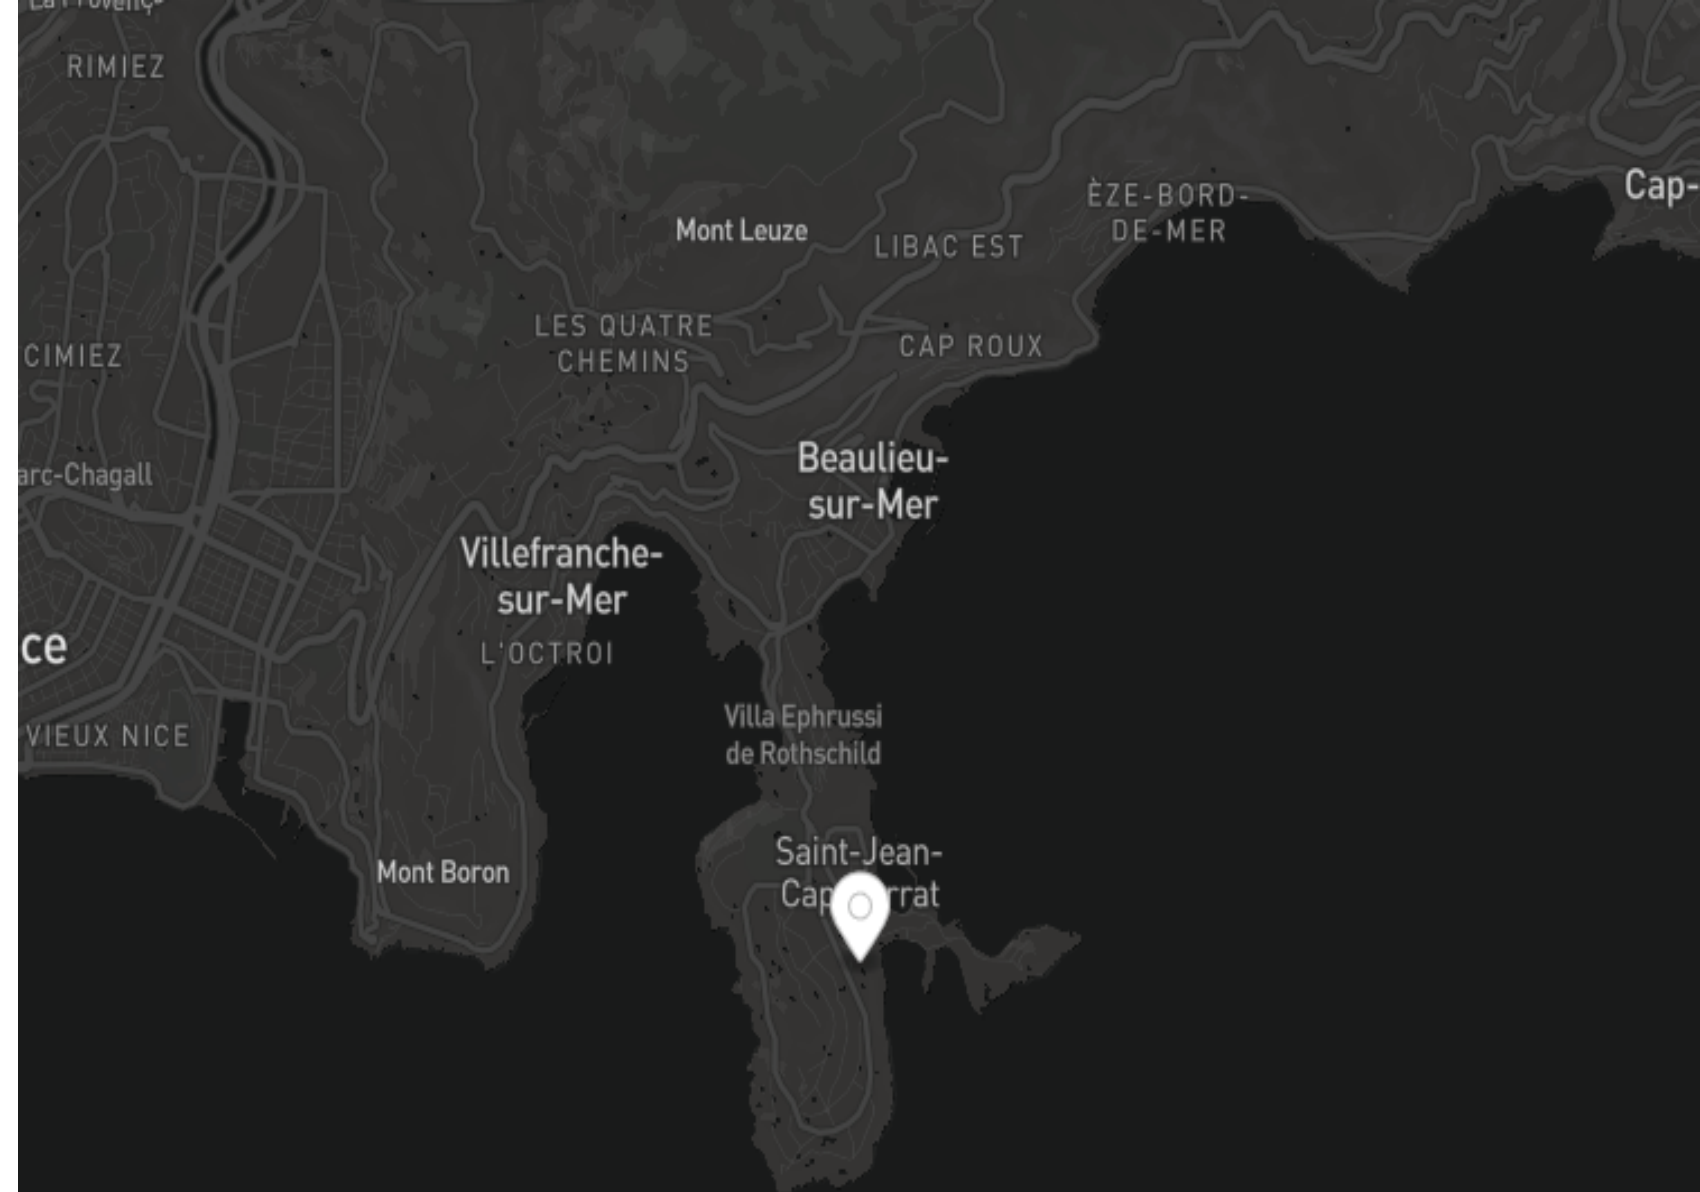 La Provenç-
RIMIEZ
Mont Leuze
LIBAC EST
ÈZE-BORD-
DE-MER
Cap-
LES QUATRE
CHEMINS
CAP ROUX
CIMIEZ
arc-Chagall
Beaulieu-
sur-Mer
Villefranche-
sur-Mer
L'OCTROI
ce
VIEUX NICE
Villa Ephrussi
de Rothschild
Mont Boron
Saint-Jean-
Cap rrat